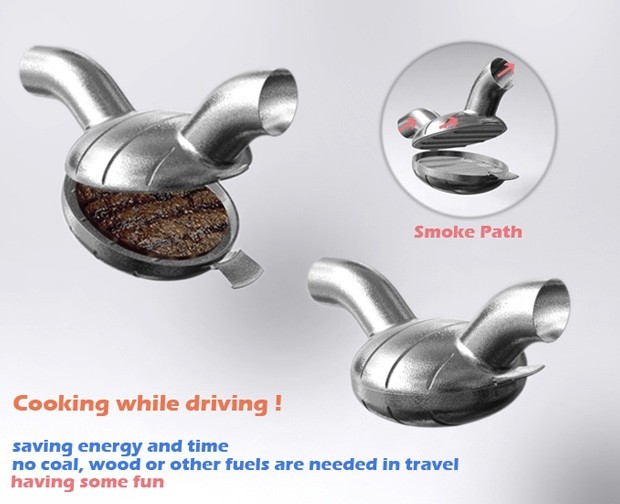 Smoke Path
Cooking while driving !
saving energy and time
no coal, wood or other fuels are needed in travel
having some fun